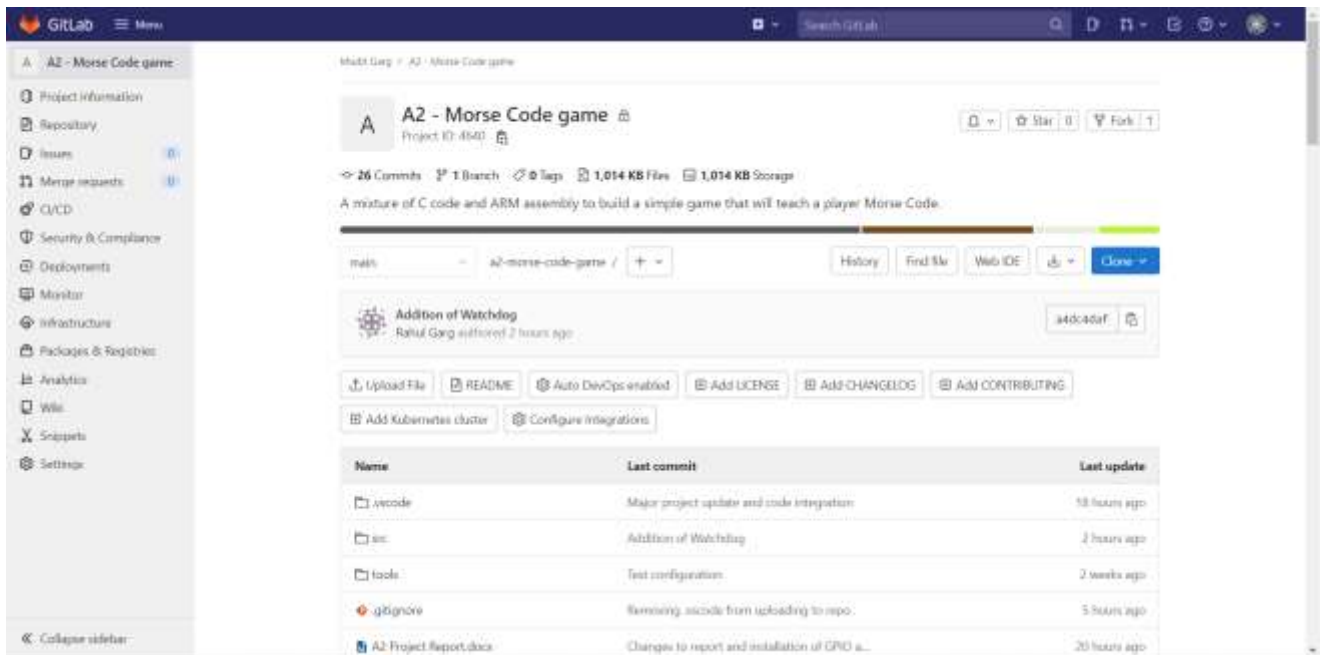 GitLab Menu Search GitLab
A A2 - Morse Code game
Project information
Repository
Issues 0
Merge requests 0
CI/CD
Security & Compliance
Deployments
Monitor
Infrastructure
Packages & Registries
Analytics
Wiki
Snippets
Settings
Collapse sidebar
Garg / A2 - Morse Code game
A
A2 - Morse Code game
Project ID: 4640
Star 0 Fork 1
26 Commits 1 Branch 0 Tags 1,014 KB Files 1,014 KB Storage
A mixture of C code and ARM assembly to build a simple game that will teach a player Morse Code.
main a2-morse-code-game / + History Find file Web IDE Clone
Addition of Watchdog
Rahul Garg authored 2 hours ago
a4dc4daf
Upload File README Auto DevOps enabled Add LICENSE Add CHANGELOG Add CONTRIBUTING
Add Kubernetes cluster Configure Integrations
Name Last commit Last update
.vscode Major project update and code integration 18 hours ago
src Addition of Watchdog 2 hours ago
tools Test configuration 2 weeks ago
.gitignore Removing .vscode from uploading to repo. 5 hours ago
A2 Project Report.docx Changes to report and installation of GPIO a... 20 hours ago